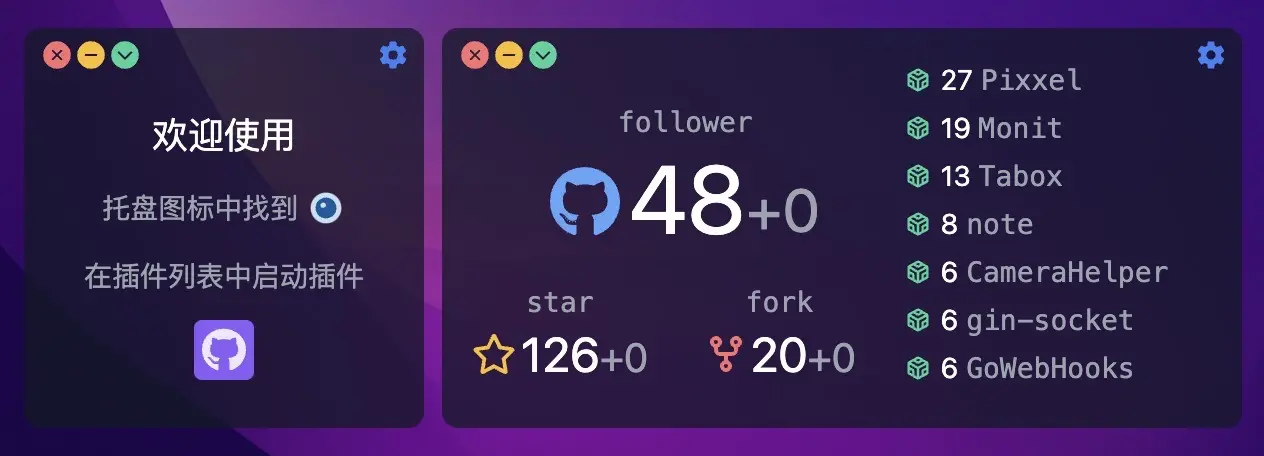 欢迎使用
托盘图标中找到
在插件列表中启动插件
follower
48+0
star
126+0
fork
20+0
27 Pixxel
19 Monit
13 Tabox
8 note
6 CameraHelper
6 gin-socket
6 GoWebHooks